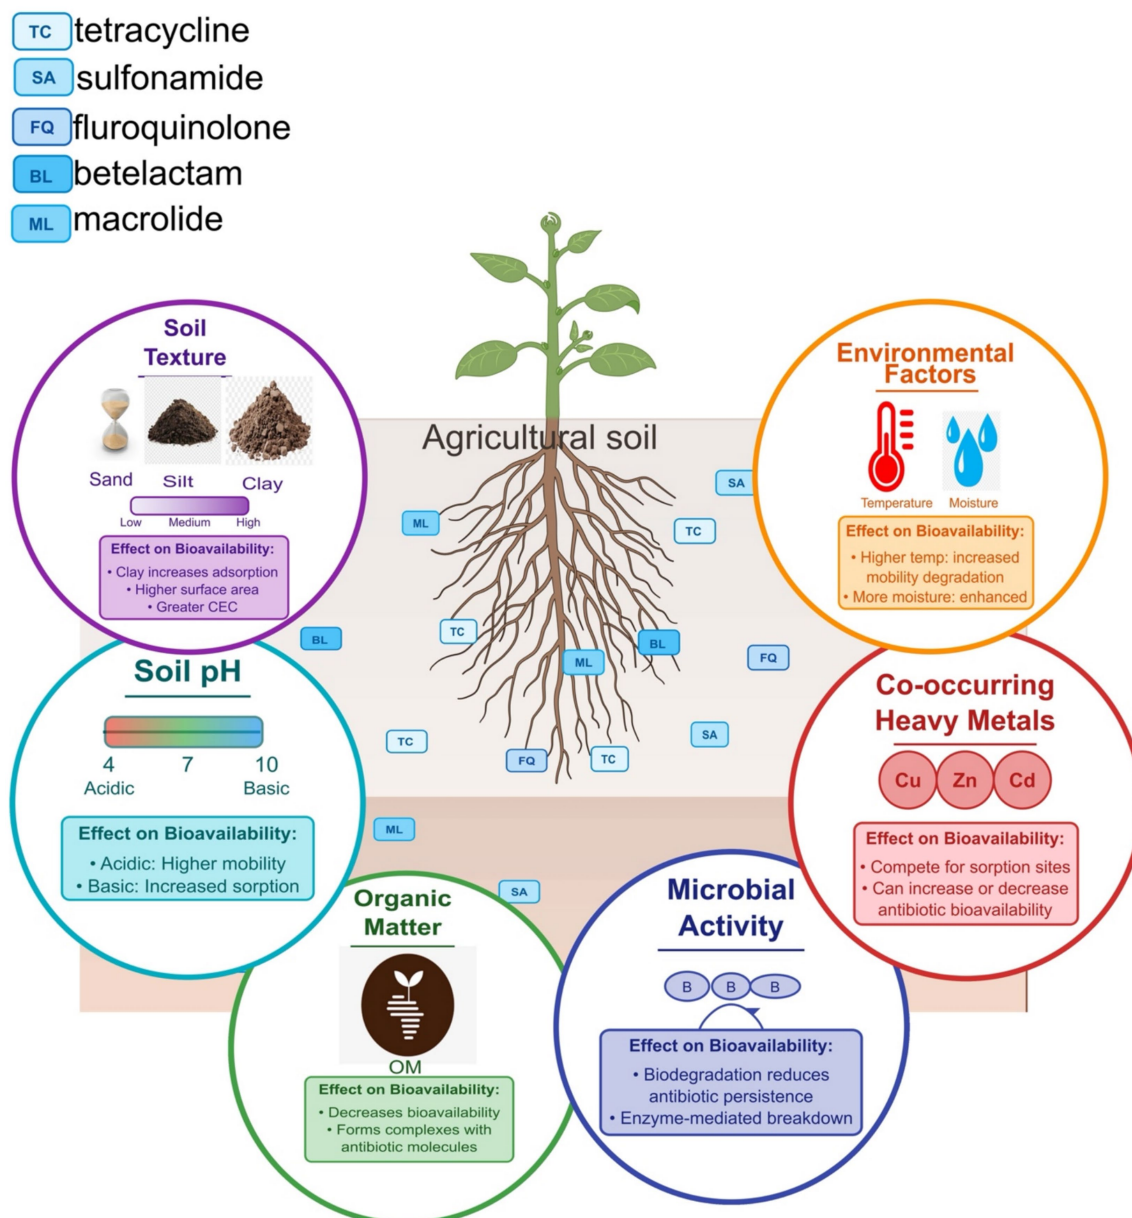 TC tetracycline
SA sulfonamide
FQ fluroquinolone
BL betelactam
ML macrolide
Soil
Texture
Sand Silt Clay
Low Medium High
Effect on Bioavailability:
• Clay increases adsorption
• Higher surface area
• Greater CEC
Agricultural soil
Environmental
Factors
Temperature Moisture
Effect on Bioavailability:
• Higher temp: increased
mobility degradation
• More moisture: enhanced
SA
ML
TC
TC
BL
BL
ML
FQ
TC
SA
FQ
TC
ML
SA
Soil pH
4 7 10
Acidic Basic
Effect on Bioavailability:
• Acidic: Higher mobility
• Basic: Increased sorption
Co-occurring
Heavy Metals
Cu Zn Cd
Effect on Bioavailability:
• Compete for sorption sites
• Can increase or decrease
antibiotic bioavailability
Organic
Matter
OM
Effect on Bioavailability:
• Decreases bioavailability
• Forms complexes with
antibiotic molecules
Microbial
Activity
B B B
Effect on Bioavailability:
• Biodegradation reduces
antibiotic persistence
• Enzyme-mediated breakdown